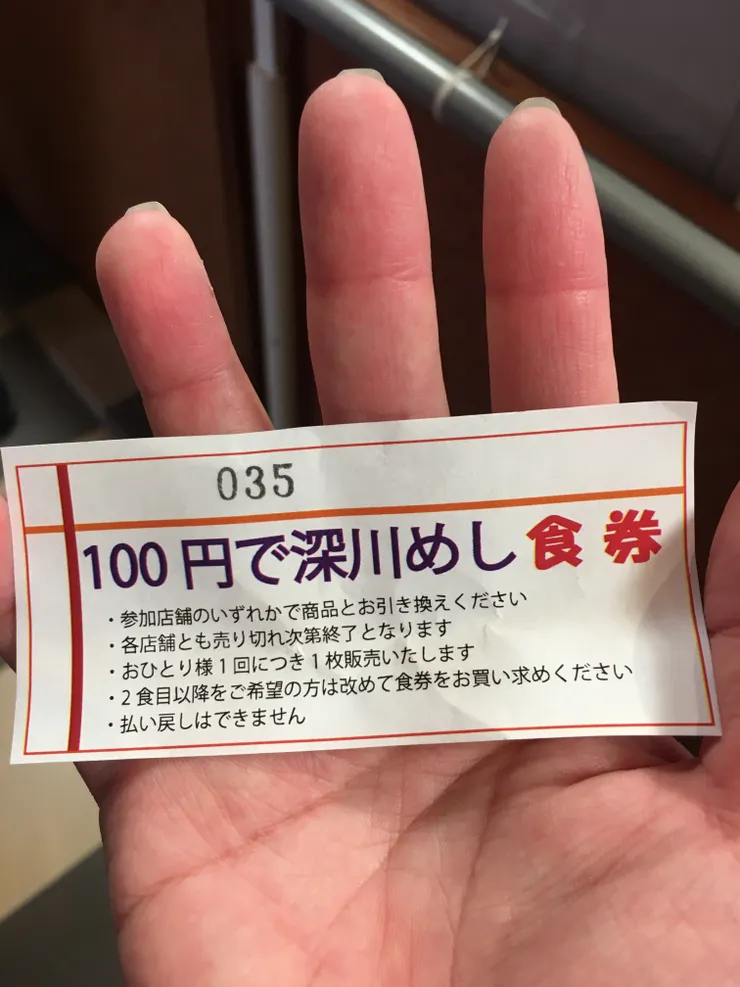 035
100円で深川めし食券
・参加店舗のいずれかで商品とお引き換えください
・各店舗とも売り切れ次第終了となります
・おひとり様1回につき1枚販売いたします
・2食目以降をご希望の方は改めて食券をお買い求めください
・払い戻しはできません